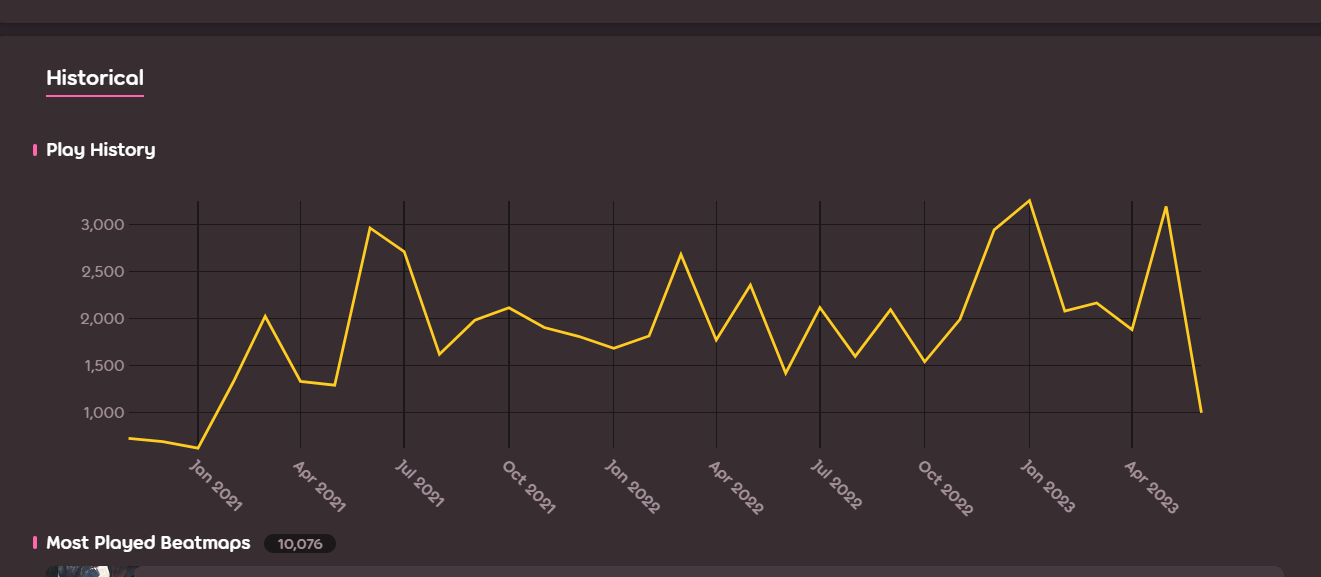 Historical
Play History
3,000
2,500
2,000
1,500
1,000
Jan 2021
Apr 2021
Jul 2021
Oct 2021
Jan 2022
Apr 2022
Jul 2022
Oct 2022
Jan 2023
Apr 2023
Most Played Beatmaps 10,076